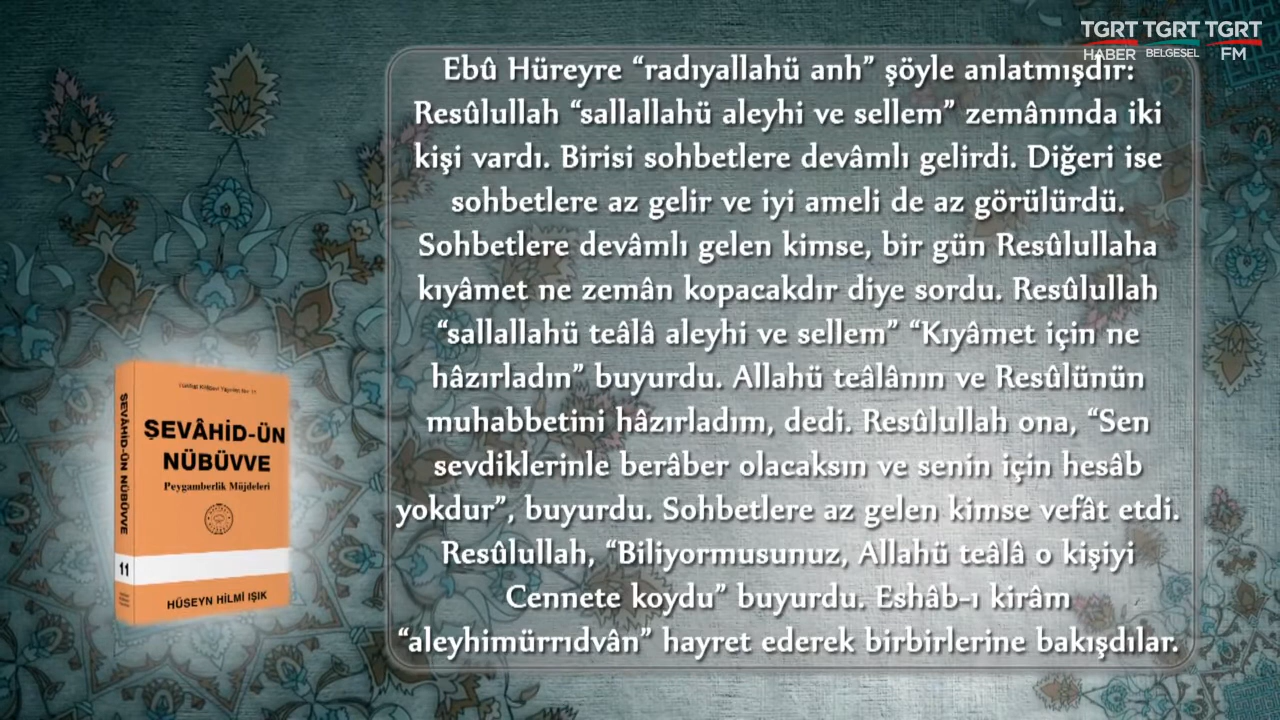 TGRT HABER
TGRT BELGESEL
TGRT FM
Ebû Hüreyre “radıyallahü anh” şöyle anlatmışdır:
Resûlullah “sallallahü aleyhi ve sellem” zemânında iki
kişi vardı. Birisi sohbetlere devâmlı gelirdi. Diğeri ise
sohbetlere az gelir ve iyi ameli de az görülürdü.
Sohbetlere devâmlı gelen kimse, bir gün Resûlullaha
kıyâmet ne zemân kopacakdır diye sordu. Resûlullah
“sallallahü teâlâ aleyhi ve sellem” “Kıyâmet için ne
hâzırladın” buyurdu. Allahü teâlânın ve Resûlünün
muhabbetini hâzırladım, dedi. Resûlullah ona, “Sen
sevdiklerinle berâber olacaksın ve senin için hesâb
yokdur”, buyurdu. Sohbetlere az gelen kimse vefât etdi.
Resûlullah, “Biliyormusunuz, Allahü teâlâ o kişiyi
Cennete koydu” buyurdu. Eshâb-ı kirâm
“aleyhimürrıdvân” hayret ederek birbirlerine bakışdılar.
ŞEVÂHİD-ÜN NÜBÜVVE
11
ŞEVÂHİD-ÜN
NÜBÜVVE
Peygamberlik Müjdeleri
HÜSEYN HİLMİ IŞIK